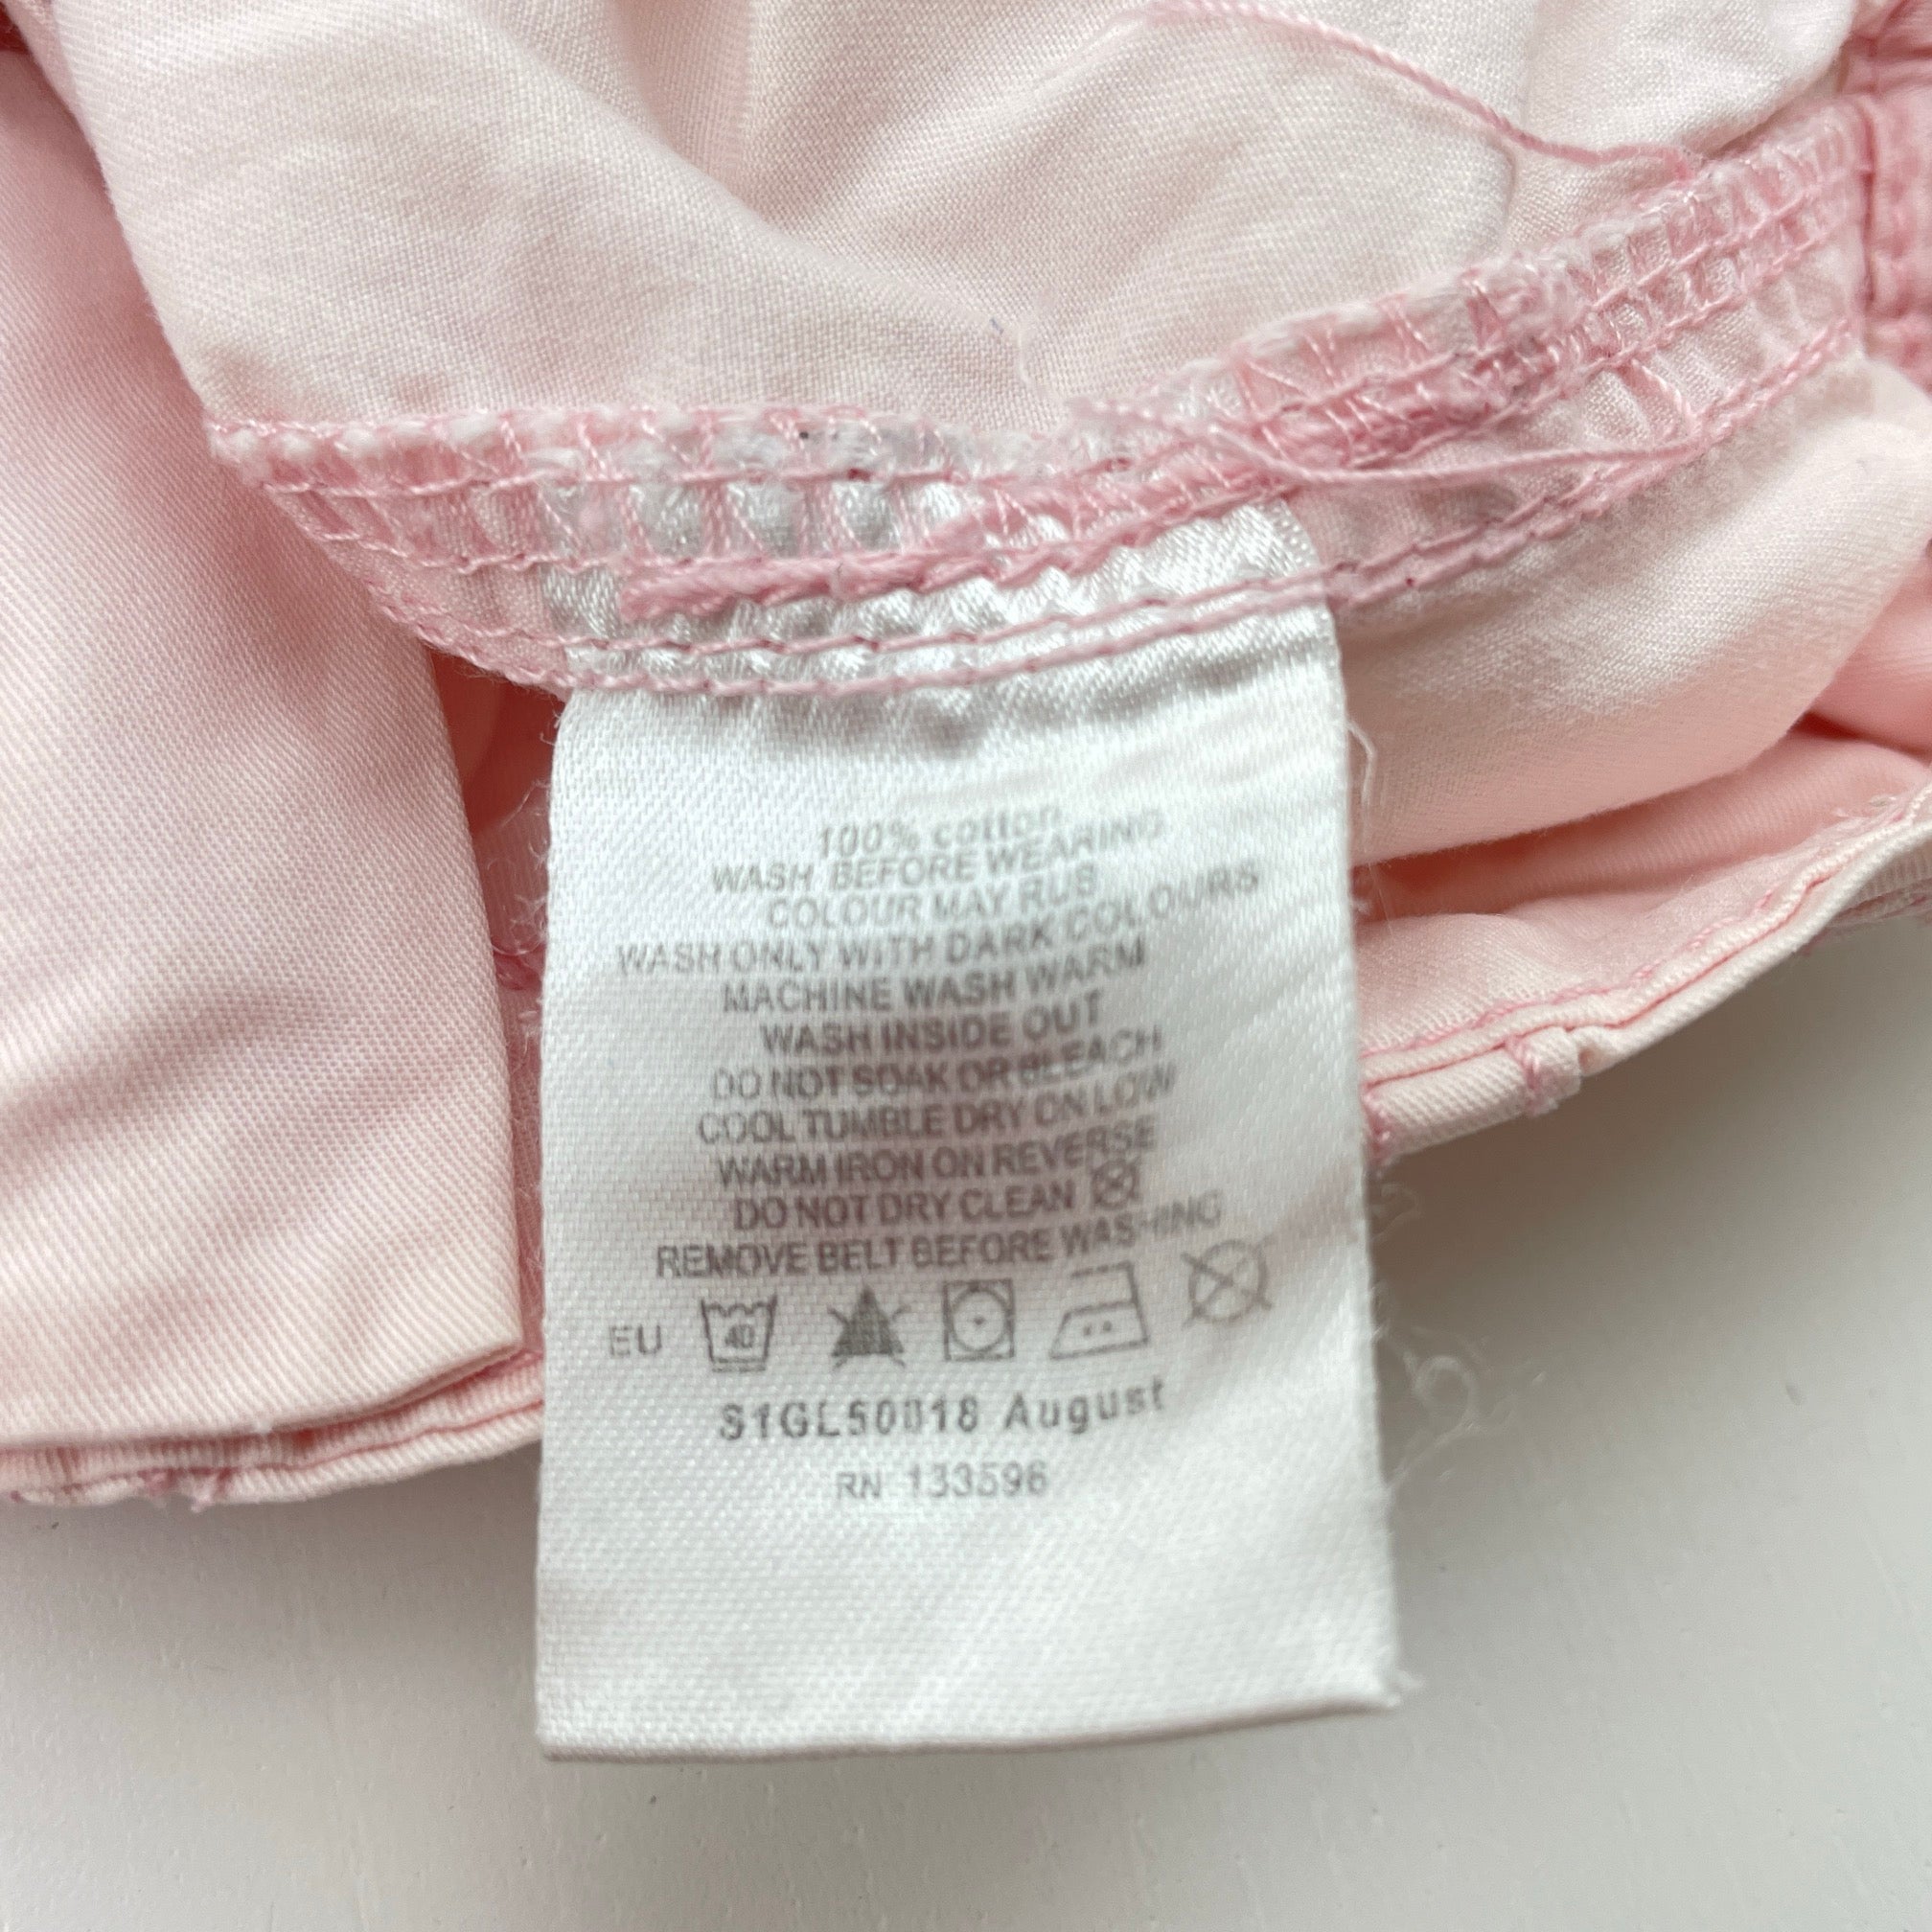 100% cotton
WASH BEFORE WEARING
COLOUR MAY RUB
WASH ONLY WITH DARK COLOURS
MACHINE WASH WARM
WASH INSIDE OUT
DO NOT SOAK OR BLEACH
COOL TUMBLE DRY ON LOW
WARM IRON ON REVERSE
DO NOT DRY CLEAN
REMOVE BELT BEFORE WASHING
EU 40
S1GL50018 August
RN 133596